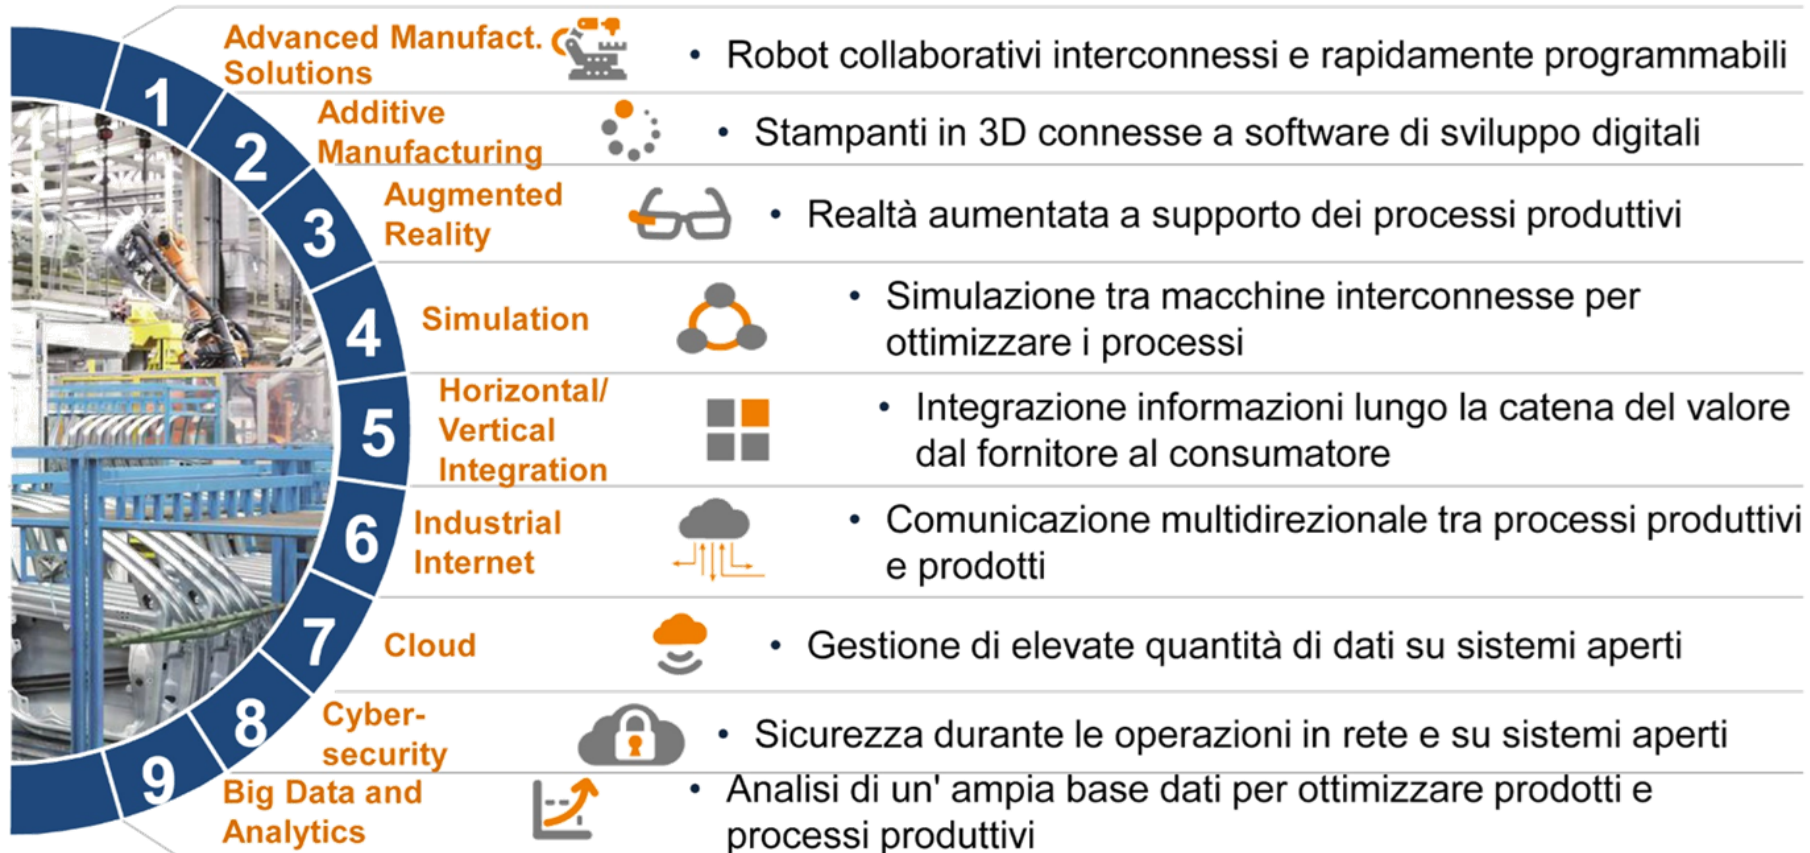 1
Advanced Manufact.
Solutions
• Robot collaborativi interconnessi e rapidamente programmabili
2
Additive
Manufacturing
• Stampanti in 3D connesse a software di sviluppo digitali
3
Augmented
Reality
• Realtà aumentata a supporto dei processi produttivi
4
Simulation
• Simulazione tra macchine interconnesse per
ottimizzare i processi
5
Horizontal/
Vertical
Integration
• Integrazione informazioni lungo la catena del valore
dal fornitore al consumatore
6
Industrial
Internet
• Comunicazione multidirezionale tra processi produttivi
e prodotti
7
Cloud
• Gestione di elevate quantità di dati su sistemi aperti
8
Cyber-
security
• Sicurezza durante le operazioni in rete e su sistemi aperti
9
Big Data and
Analytics
• Analisi di un' ampia base dati per ottimizzare prodotti e
processi produttivi